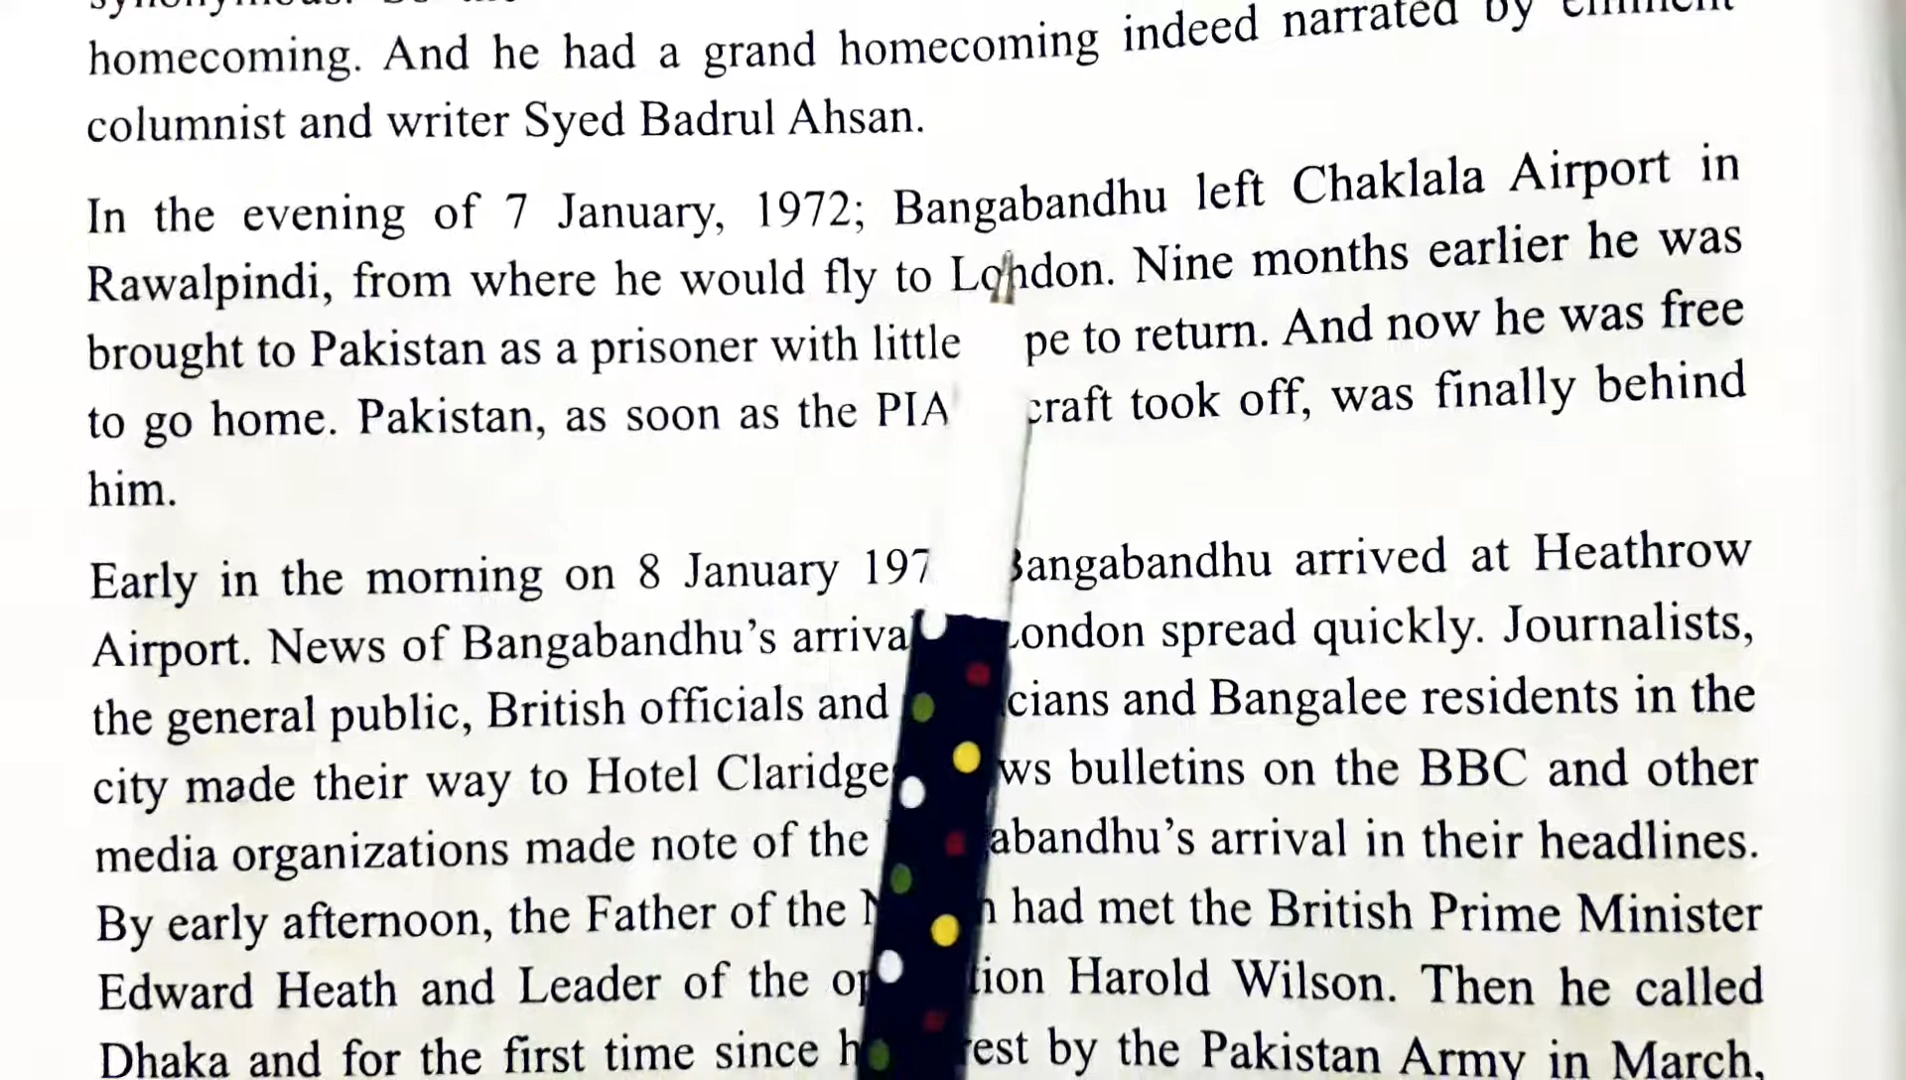 homecoming. And he had a grand homecoming indeed narrated by eminent
columnist and writer Syed Badrul Ahsan.
In the evening of 7 January, 1972; Bangabandhu left Chaklala Airport in
Rawalpindi, from where he would fly to London. Nine months earlier he was
brought to Pakistan as a prisoner with little pe to return. And now he was free
to go home. Pakistan, as soon as the PIA craft took off, was finally behind
him.
Early in the morning on 8 January 197 Bangabandhu arrived at Heathrow
Airport. News of Bangabandhu's arrival London spread quickly. Journalists,
the general public, British officials and cians and Bangalee residents in the
city made their way to Hotel Claridge ws bulletins on the BBC and other
media organizations made note of the abandhu's arrival in their headlines.
By early afternoon, the Father of the N n had met the British Prime Minister
Edward Heath and Leader of the op tion Harold Wilson. Then he called
Dhaka and for the first time since h rest by the Pakistan Army in March,